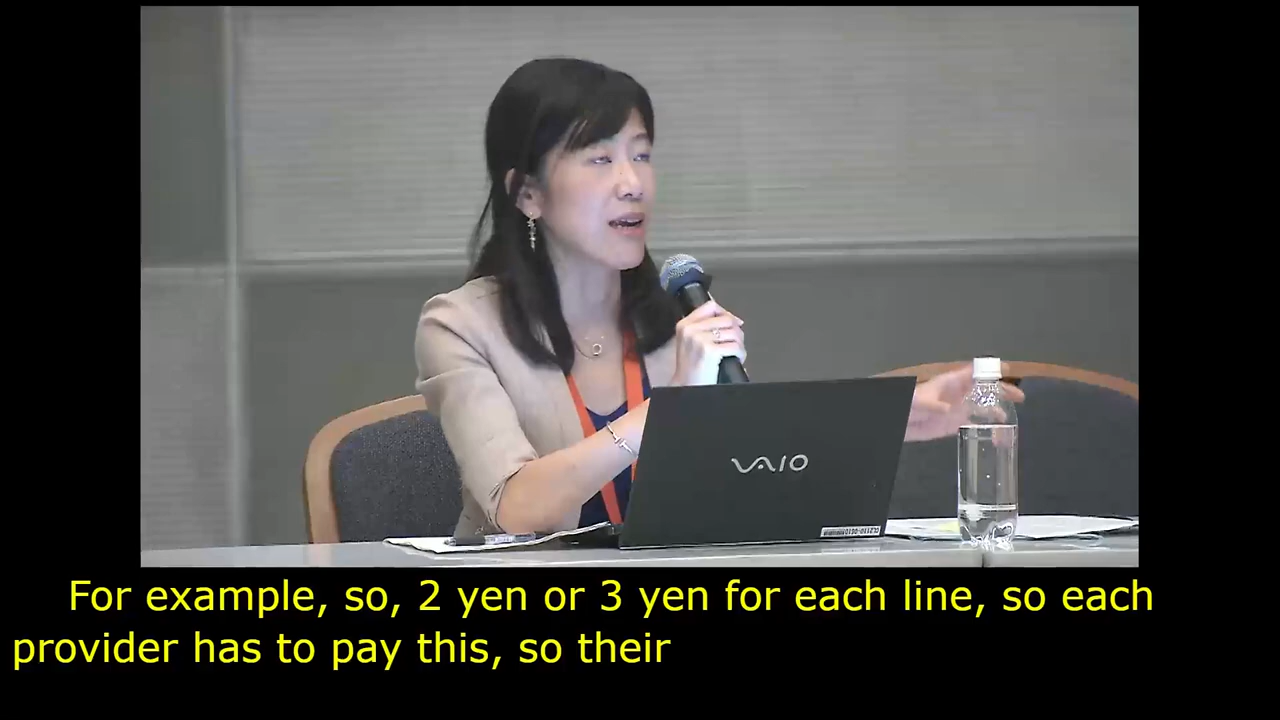 VAIO
For example, so, 2 yen or 3 yen for each line, so each
provider has to pay this, so their